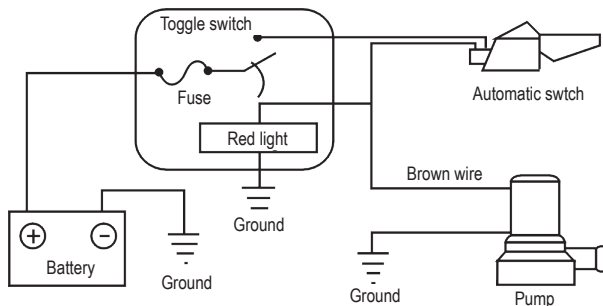 Toggle switch
Fuse
Automatic swtch
Red light
Brown wire
Ground
+
-
Battery
Ground
Ground
Pump